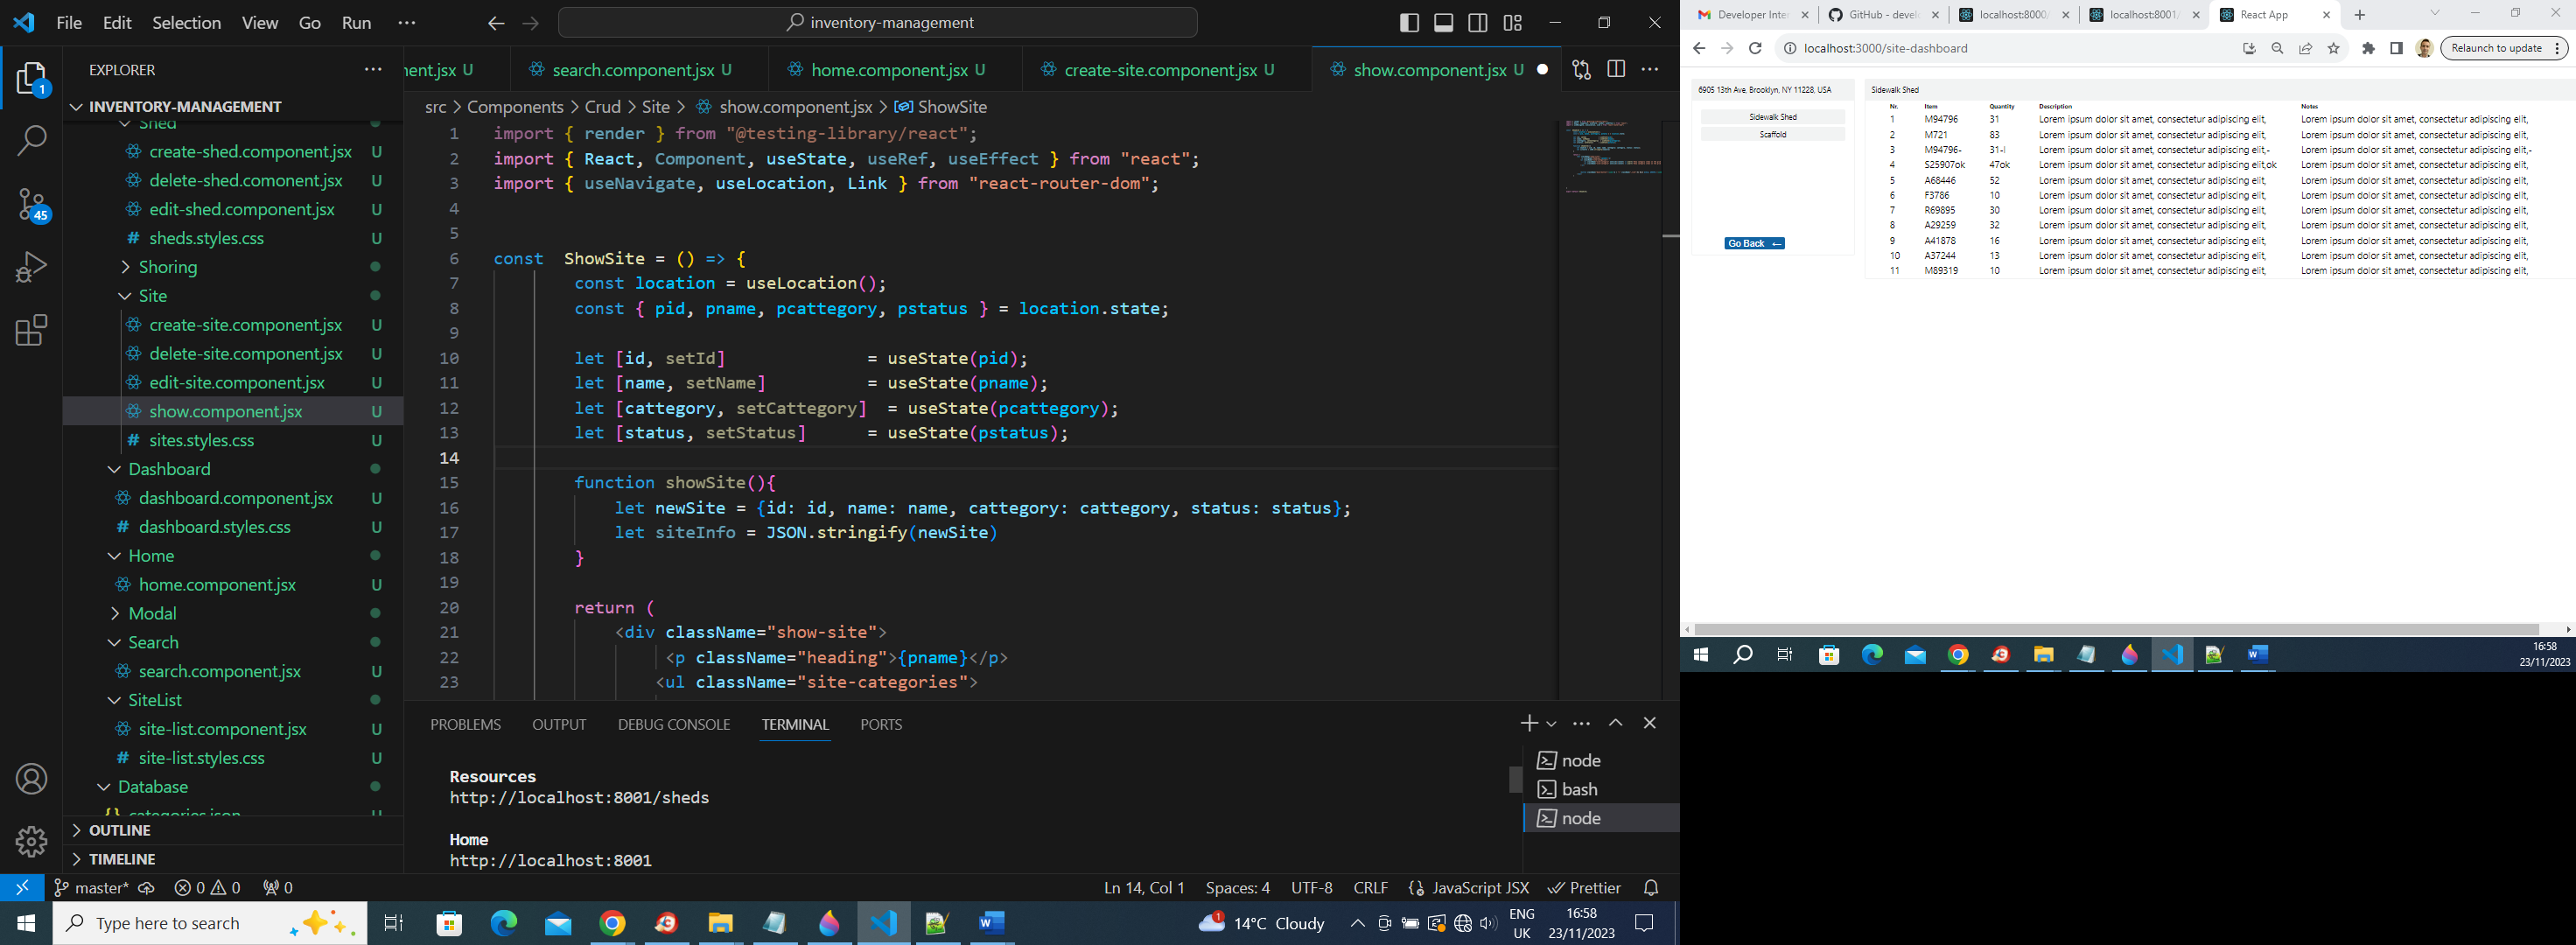 File Edit Selection View Go Run ···
inventory-management
EXPLORER
INVENTORY-MANAGEMENT
Shed
create-shed.component.jsx U
delete-shed.comonent.jsx U
edit-shed.component.jsx U
# sheds.styles.css U
Shoring
Site
create-site.component.jsx U
delete-site.component.jsx U
edit-site.component.jsx U
show.component.jsx U
# sites.styles.css U
Dashboard
dashboard.component.jsx U
# dashboard.styles.css U
Home
home.component.jsx U
Modal
Search
search.component.jsx U
SiteList
site-list.component.jsx U
# site-list.styles.css U
Database
OUTLINE
TIMELINE
1
45
nent.jsx U search.component.jsx U home.component.jsx U create-site.component.jsx U show.component.jsx U
src > Components > Crud > Site > show.component.jsx > ShowSite
1 import { render } from "@testing-library/react";
2 import { React, Component, useState, useRef, useEffect } from "react";
3 import { useNavigate, useLocation, Link } from "react-router-dom";
4
5
6 const ShowSite = () => {
7 const location = useLocation();
8 const { pid, pname, pcattegory, pstatus } = location.state;
9
10 let [id, setId] = useState(pid);
11 let [name, setName] = useState(pname);
12 let [cattegory, setCattegory] = useState(pcattegory);
13 let [status, setStatus] = useState(pstatus);
14
15 function showSite(){
16 let newSite = {id: id, name: name, cattegory: cattegory, status: status};
17 let siteInfo = JSON.stringify(newSite)
18 }
19
20 return (
21 <div className="show-site">
22 <p className="heading">{pname}</p>
23 <ul className="site-categories">
PROBLEMS OUTPUT DEBUG CONSOLE TERMINAL PORTS
Resources
http://localhost:8001/sheds
Home
http://localhost:8001
node
bash
node
master* 0 0 0
Ln 14, Col 1 Spaces: 4 UTF-8 CRLF JavaScript JSX Prettier
Type here to search
14°C Cloudy
ENG
UK
16:58
23/11/2023
Developer Inter GitHub - develo localhost:8000/ localhost:8001/ React App
localhost:3000/site-dashboard
Relaunch to update
6905 13th Ave, Brooklyn, NY 11228, USA
Sidewalk Shed
Scaffold
Go Back ←
Sidewalk Shed
Nr. Item Quantity Description Notes
1 M94796 31 Lorem ipsum dolor sit amet, consectetur adipiscing elit, Lorem ipsum dolor sit amet, consectetur adipiscing elit,
2 M721 83 Lorem ipsum dolor sit amet, consectetur adipiscing elit, Lorem ipsum dolor sit amet, consectetur adipiscing elit,
3 M94796- 31-l Lorem ipsum dolor sit amet, consectetur adipiscing elit,- Lorem ipsum dolor sit amet, consectetur adipiscing elit,-
4 S25907ok 47ok Lorem ipsum dolor sit amet, consectetur adipiscing elit,ok Lorem ipsum dolor sit amet, consectetur adipiscing elit,
5 A68446 52 Lorem ipsum dolor sit amet, consectetur adipiscing elit, Lorem ipsum dolor sit amet, consectetur adipiscing elit,
6 F3786 10 Lorem ipsum dolor sit amet, consectetur adipiscing elit, Lorem ipsum dolor sit amet, consectetur adipiscing elit,
7 R69895 30 Lorem ipsum dolor sit amet, consectetur adipiscing elit, Lorem ipsum dolor sit amet, consectetur adipiscing elit,
8 A29259 32 Lorem ipsum dolor sit amet, consectetur adipiscing elit, Lorem ipsum dolor sit amet, consectetur adipiscing elit,
9 A41878 16 Lorem ipsum dolor sit amet, consectetur adipiscing elit, Lorem ipsum dolor sit amet, consectetur adipiscing elit,
10 A37244 13 Lorem ipsum dolor sit amet, consectetur adipiscing elit, Lorem ipsum dolor sit amet, consectetur adipiscing elit,
11 M89319 10 Lorem ipsum dolor sit amet, consectetur adipiscing elit, Lorem ipsum dolor sit amet, consectetur adipiscing elit,
16:58
23/11/2023